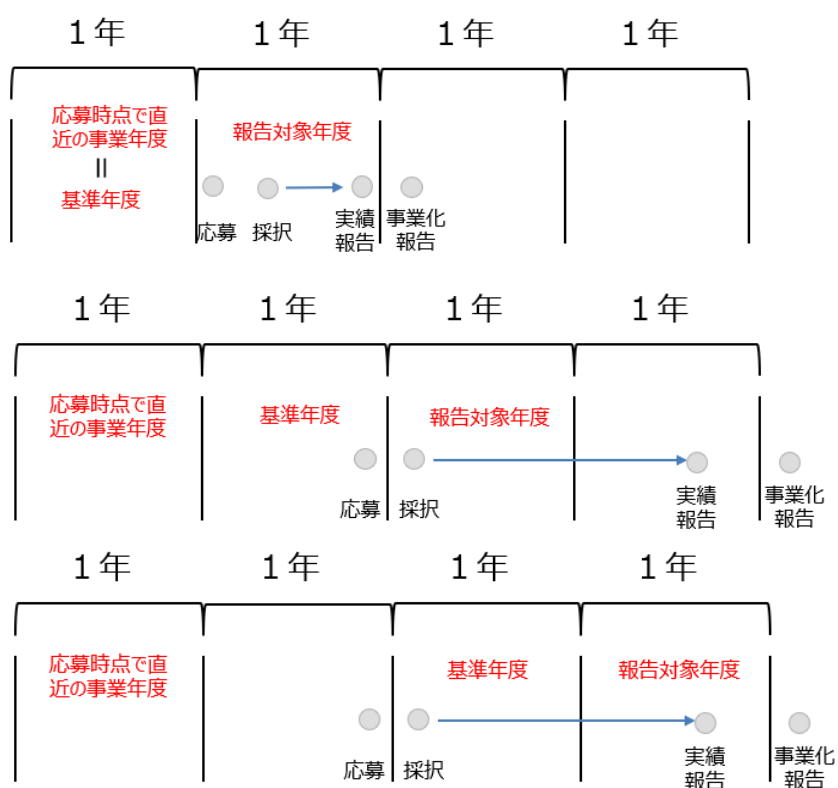 1年 1年 1年 1年
応募時点で直
近の事業年度
=
基準年度
報告対象年度
応募 採択
実績
報告
事業化
報告
1年 1年 1年 1年
応募時点で直
近の事業年度
基準年度
報告対象年度
応募 採択
実績
報告
事業化
報告
1年 1年 1年 1年
応募時点で直
近の事業年度
基準年度
報告対象年度
応募 採択
実績
報告
事業化
報告